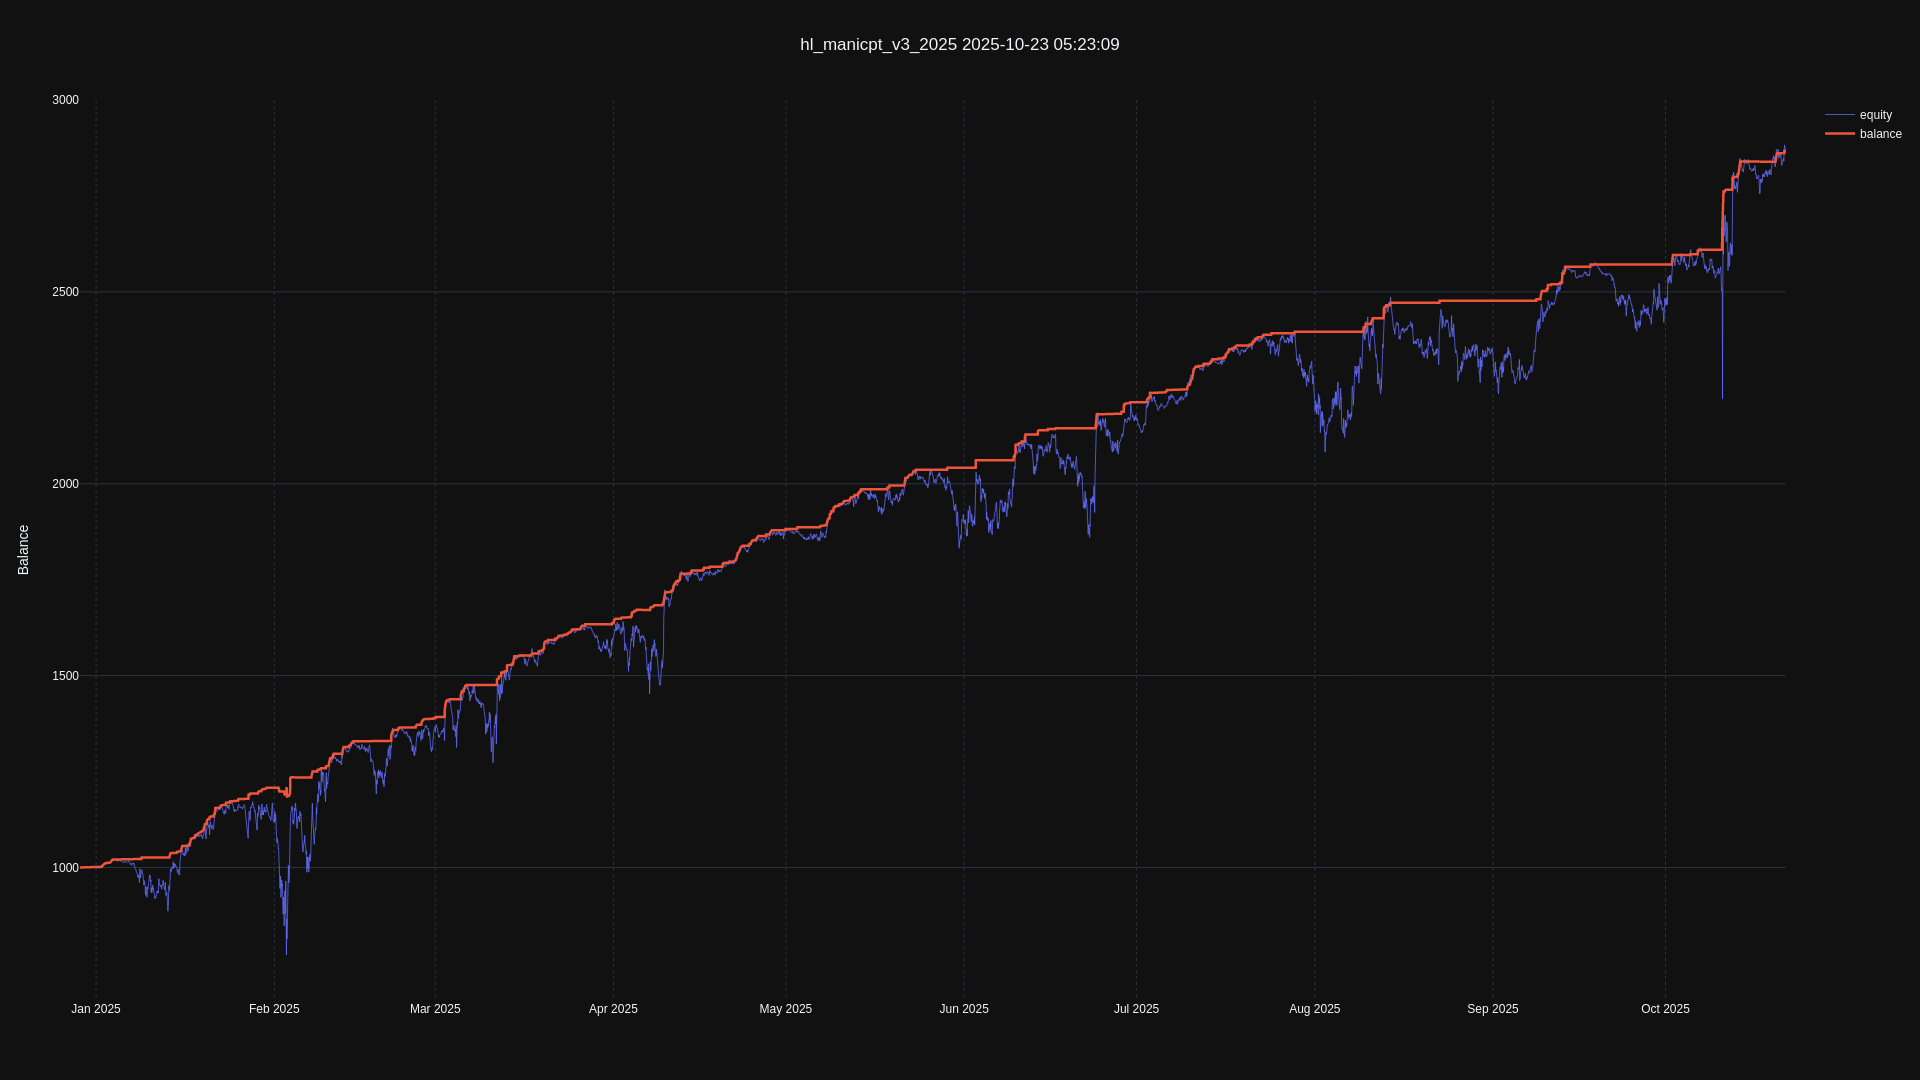 hl_manicpt_v3_2025 2025-10-23 05:23:09
3000
2500
2000
1500
1000
Balance
equity
balance
Jan 2025
Feb 2025
Mar 2025
Apr 2025
May 2025
Jun 2025
Jul 2025
Aug 2025
Sep 2025
Oct 2025